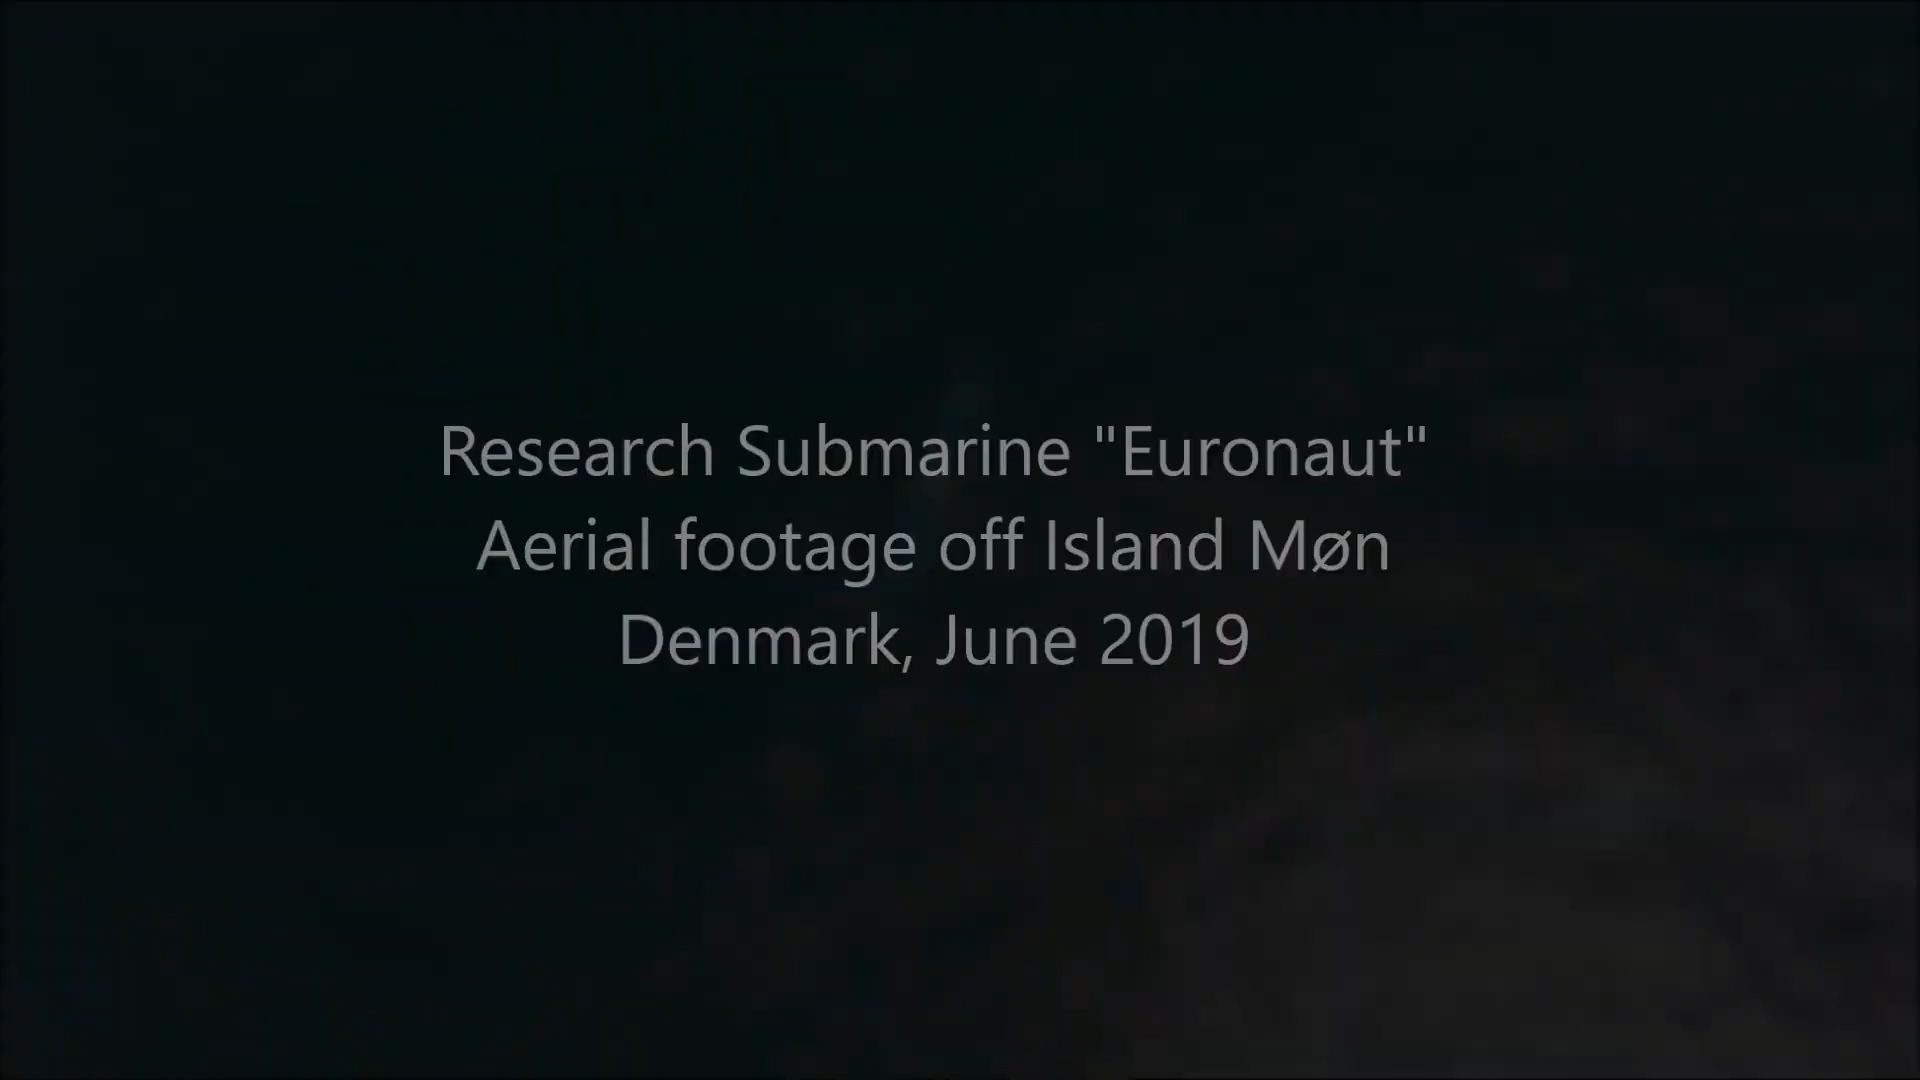 Research Submarine "Euronaut"
Aerial footage off Island Møn
Denmark, June 2019